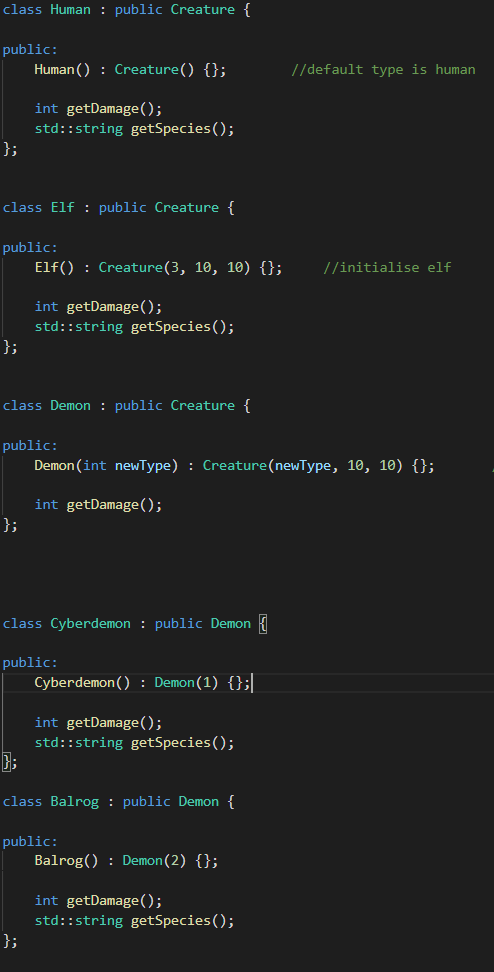 class Human : public Creature {
public:
    Human() : Creature() {};        //default type is human
    int getDamage();
    std::string getSpecies();
};
class Elf : public Creature {
public:
    Elf() : Creature(3, 10, 10) {};     //initialise elf
    int getDamage();
    std::string getSpecies();
};
class Demon : public Creature {
public:
    Demon(int newType) : Creature(newType, 10, 10) {};
    int getDamage();
};
class Cyberdemon : public Demon {
public:
    Cyberdemon() : Demon(1) {};
    int getDamage();
    std::string getSpecies();
};
class Balrog : public Demon {
public:
    Balrog() : Demon(2) {};
    int getDamage();
    std::string getSpecies();
};